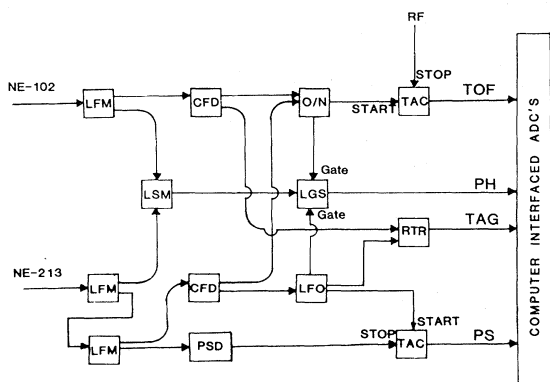 RF
STOP
NE-102
LFM
CFD
O/N
START
TAC
TOF
Gate
LSM
LGS
PH
Gate
TAG
RTR
NE-213
LFM
CFD
LFO
START
LFM
PSD
STOP
TAC
PS
COMPUTER INTERFACED ADC'S